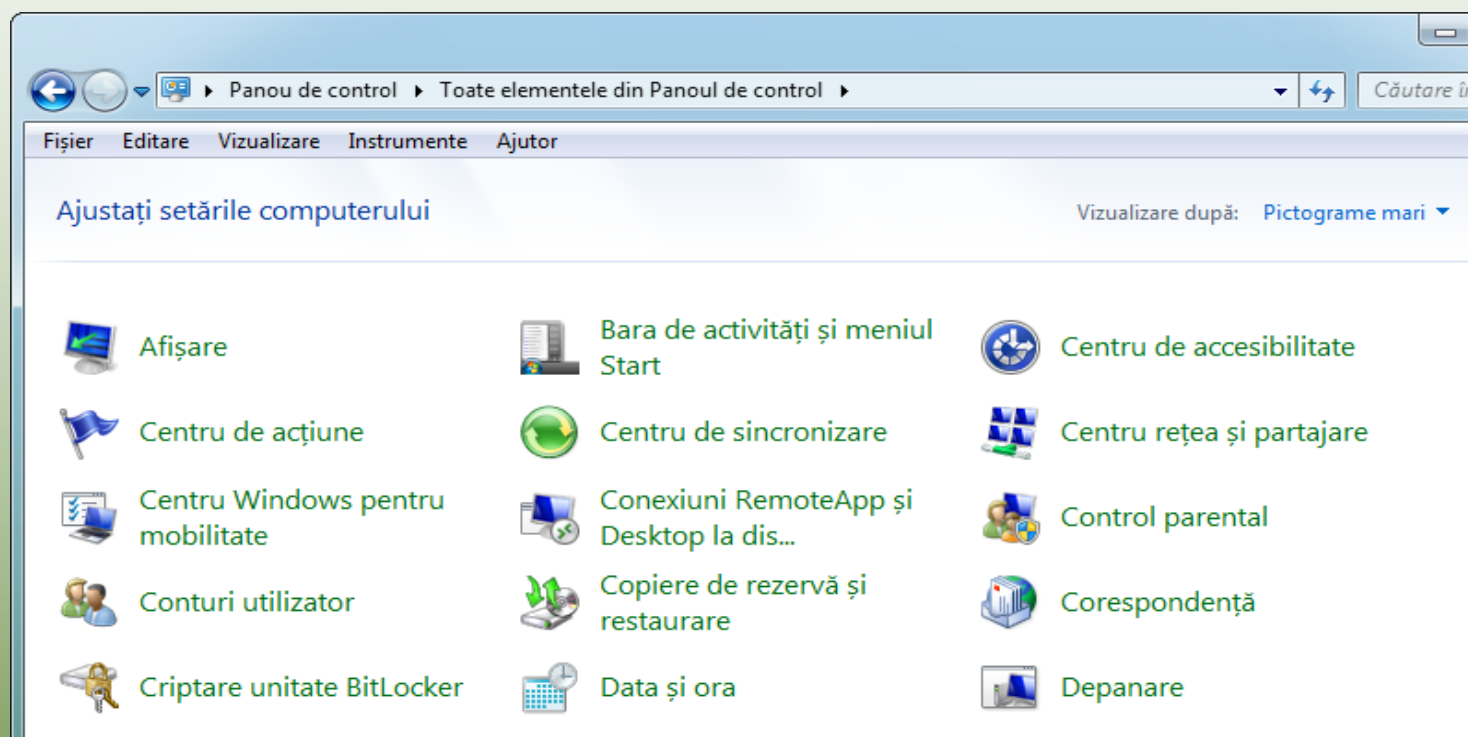 Panou de control Toate elementele din Panoul de control
Căutare în
Fișier Editare Vizualizare Instrumente Ajutor
Ajustați setările computerului
Vizualizare după: Pictograme mari
Afișare
Bara de activități și meniul
Start
Centru de accesibilitate
Centru de acțiune
Centru de sincronizare
Centru rețea și partajare
Centru Windows pentru
mobilitate
Conexiuni RemoteApp și
Desktop la dis...
Control parental
Conturi utilizator
Copiere de rezervă și
restaurare
Corespondență
Criptare unitate BitLocker
Data și ora
Depanare